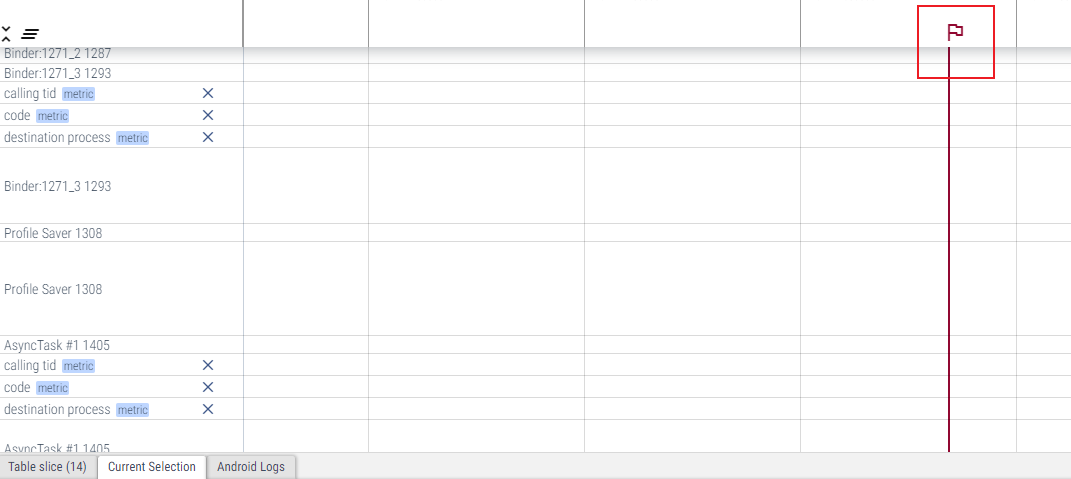 Binder:1271_2 1287
Binder:1271_3 1293
calling tid metric
code metric
destination process metric
Binder:1271_3 1293
Profile Saver 1308
Profile Saver 1308
AsyncTask #1 1405
calling tid metric
code metric
destination process metric
AsyncTask #1 1405
Table slice (14) Current Selection Android Logs